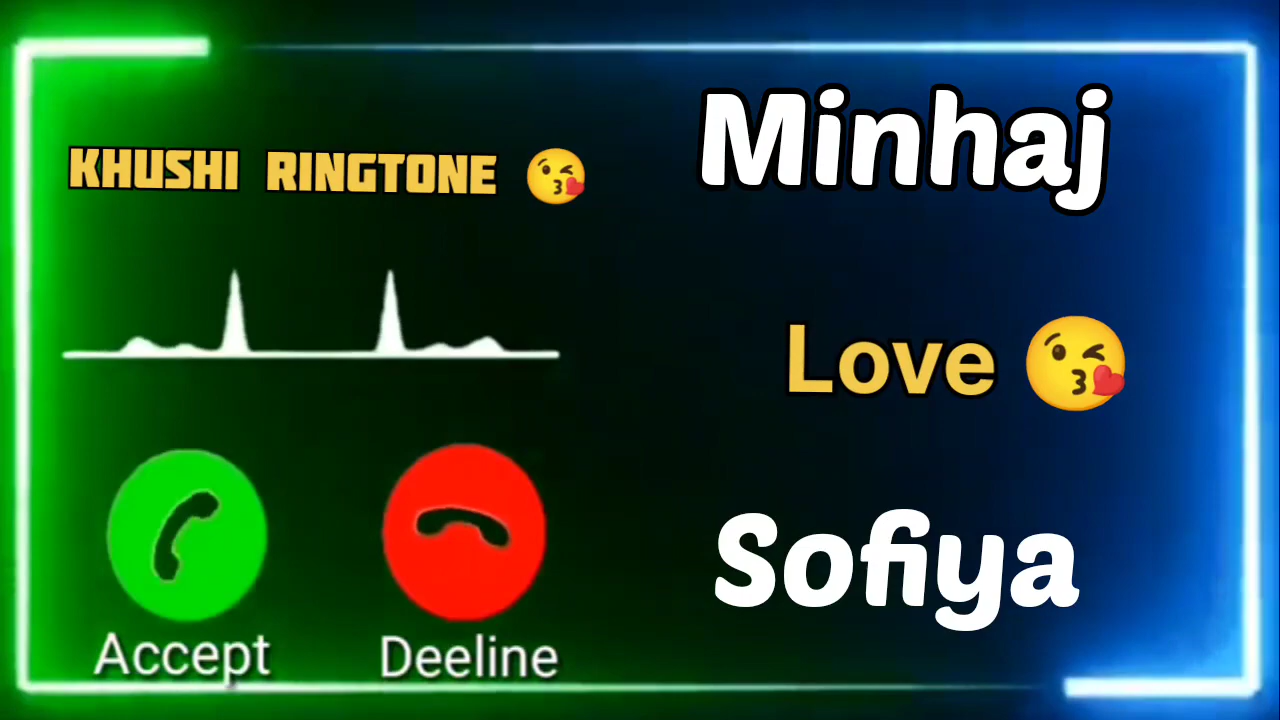 KHUSHI RINGTONE 😘
Minhaj
Love 😘
Sofiya
Accept
Deeline